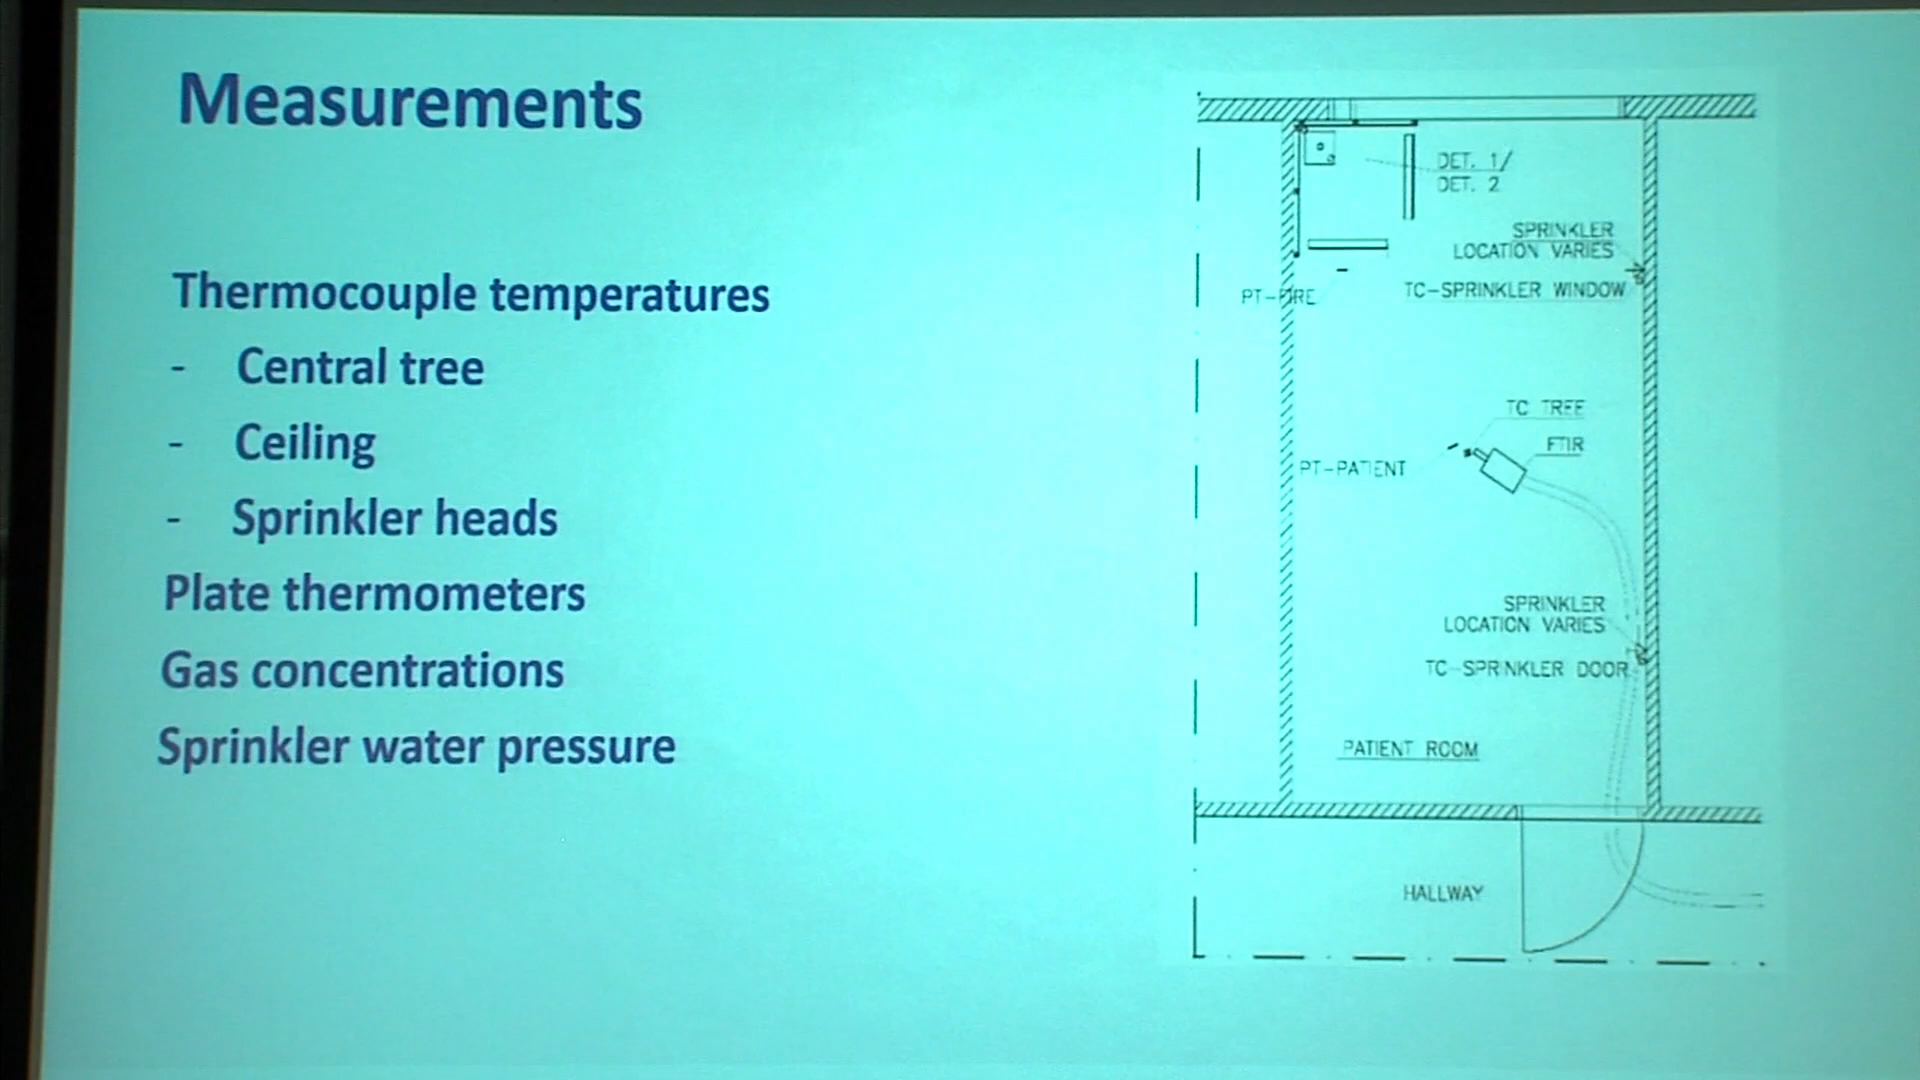 Measurements
Thermocouple temperatures
- Central tree
- Ceiling
- Sprinkler heads
Plate thermometers
Gas concentrations
Sprinkler water pressure
DET. 1/
DET. 2
SPRINKLER
LOCATION VARIES
TC-SPRINKLER WINDOW
PT-FIRE
TC TREE
FTIR
PT-PATIENT
SPRINKLER
LOCATION VARIES
TC-SPRINKLER DOOR
PATIENT ROOM
HALLWAY